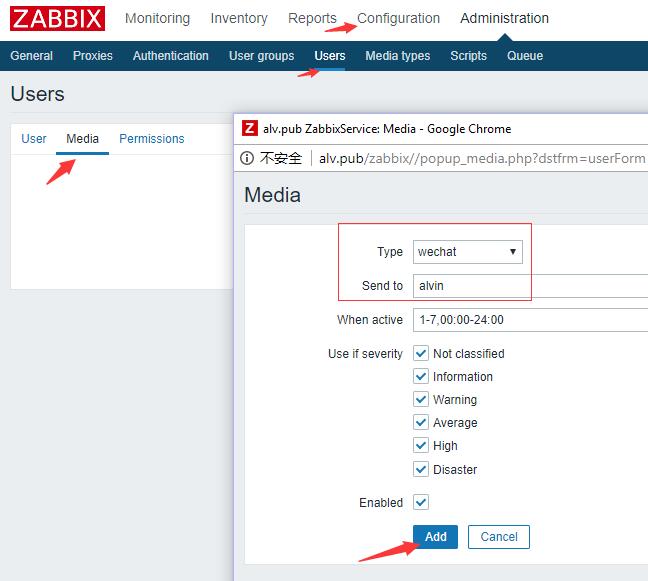 ZABBIX Monitoring Inventory Reports Configuration Administration
General Proxies Authentication User groups Users Media types Scripts Queue
Users
User Media Permissions
Z alv.pub ZabbixService: Media - Google Chrome
不安全 alv.pub/zabbix//popup_media.php?dstfrm=userForm
Media
Type wechat
Send to alvin
When active 1-7,00:00-24:00
Use if severity Not classified
Information
Warning
Average
High
Disaster
Enabled
Add Cancel